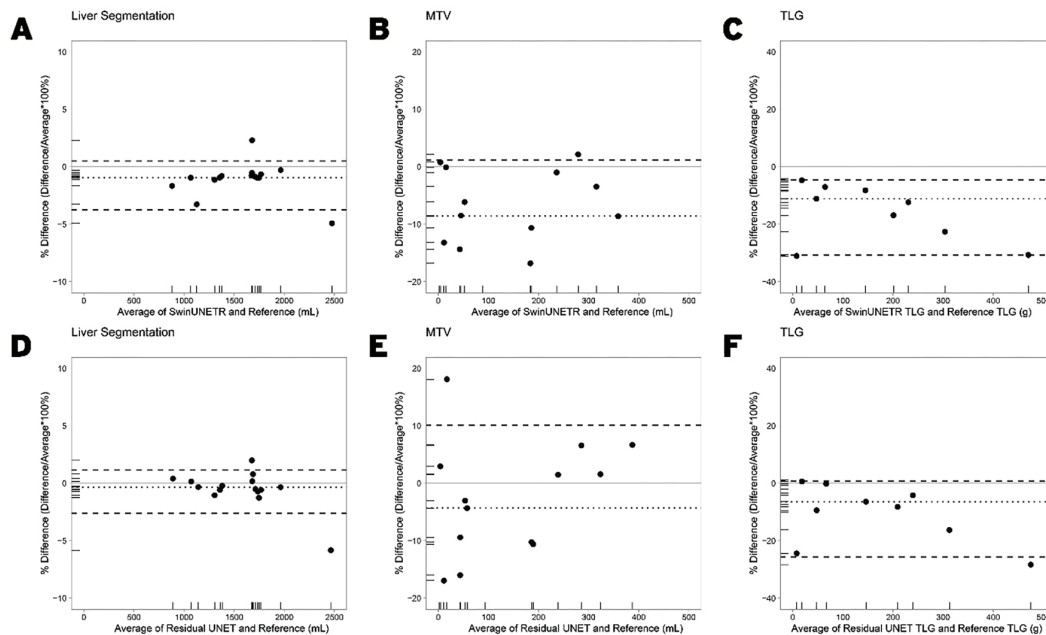 A
Liver Segmentation
% Difference (Difference/Average*100%)
10
5
0
−5
−10
0 500 1000 1500 2000 2500
Average of SwinUNETR and Reference (mL)
B
MTV
% Difference (Difference/Average*100%)
20
10
0
−10
−20
0 100 200 300 400 500
Average of SwinUNETR and Reference (mL)
C
TLG
% Difference (Difference/Average*100%)
40
20
0
−20
−40
0 100 200 300 400 500
Average of SwinUNETR TLG and Reference TLG (g)
D
Liver Segmentation
% Difference (Difference/Average*100%)
10
5
0
−5
−10
0 500 1000 1500 2000 2500
Average of Residual UNET and Reference (mL)
E
MTV
% Difference (Difference/Average*100%)
20
10
0
−10
−20
0 100 200 300 400 500
Average of Residual UNET and Reference (mL)
F
TLG
% Difference (Difference/Average*100%)
40
20
0
−20
−40
0 100 200 300 400 500
Average of Residual UNET TLG and Reference TLG (g)